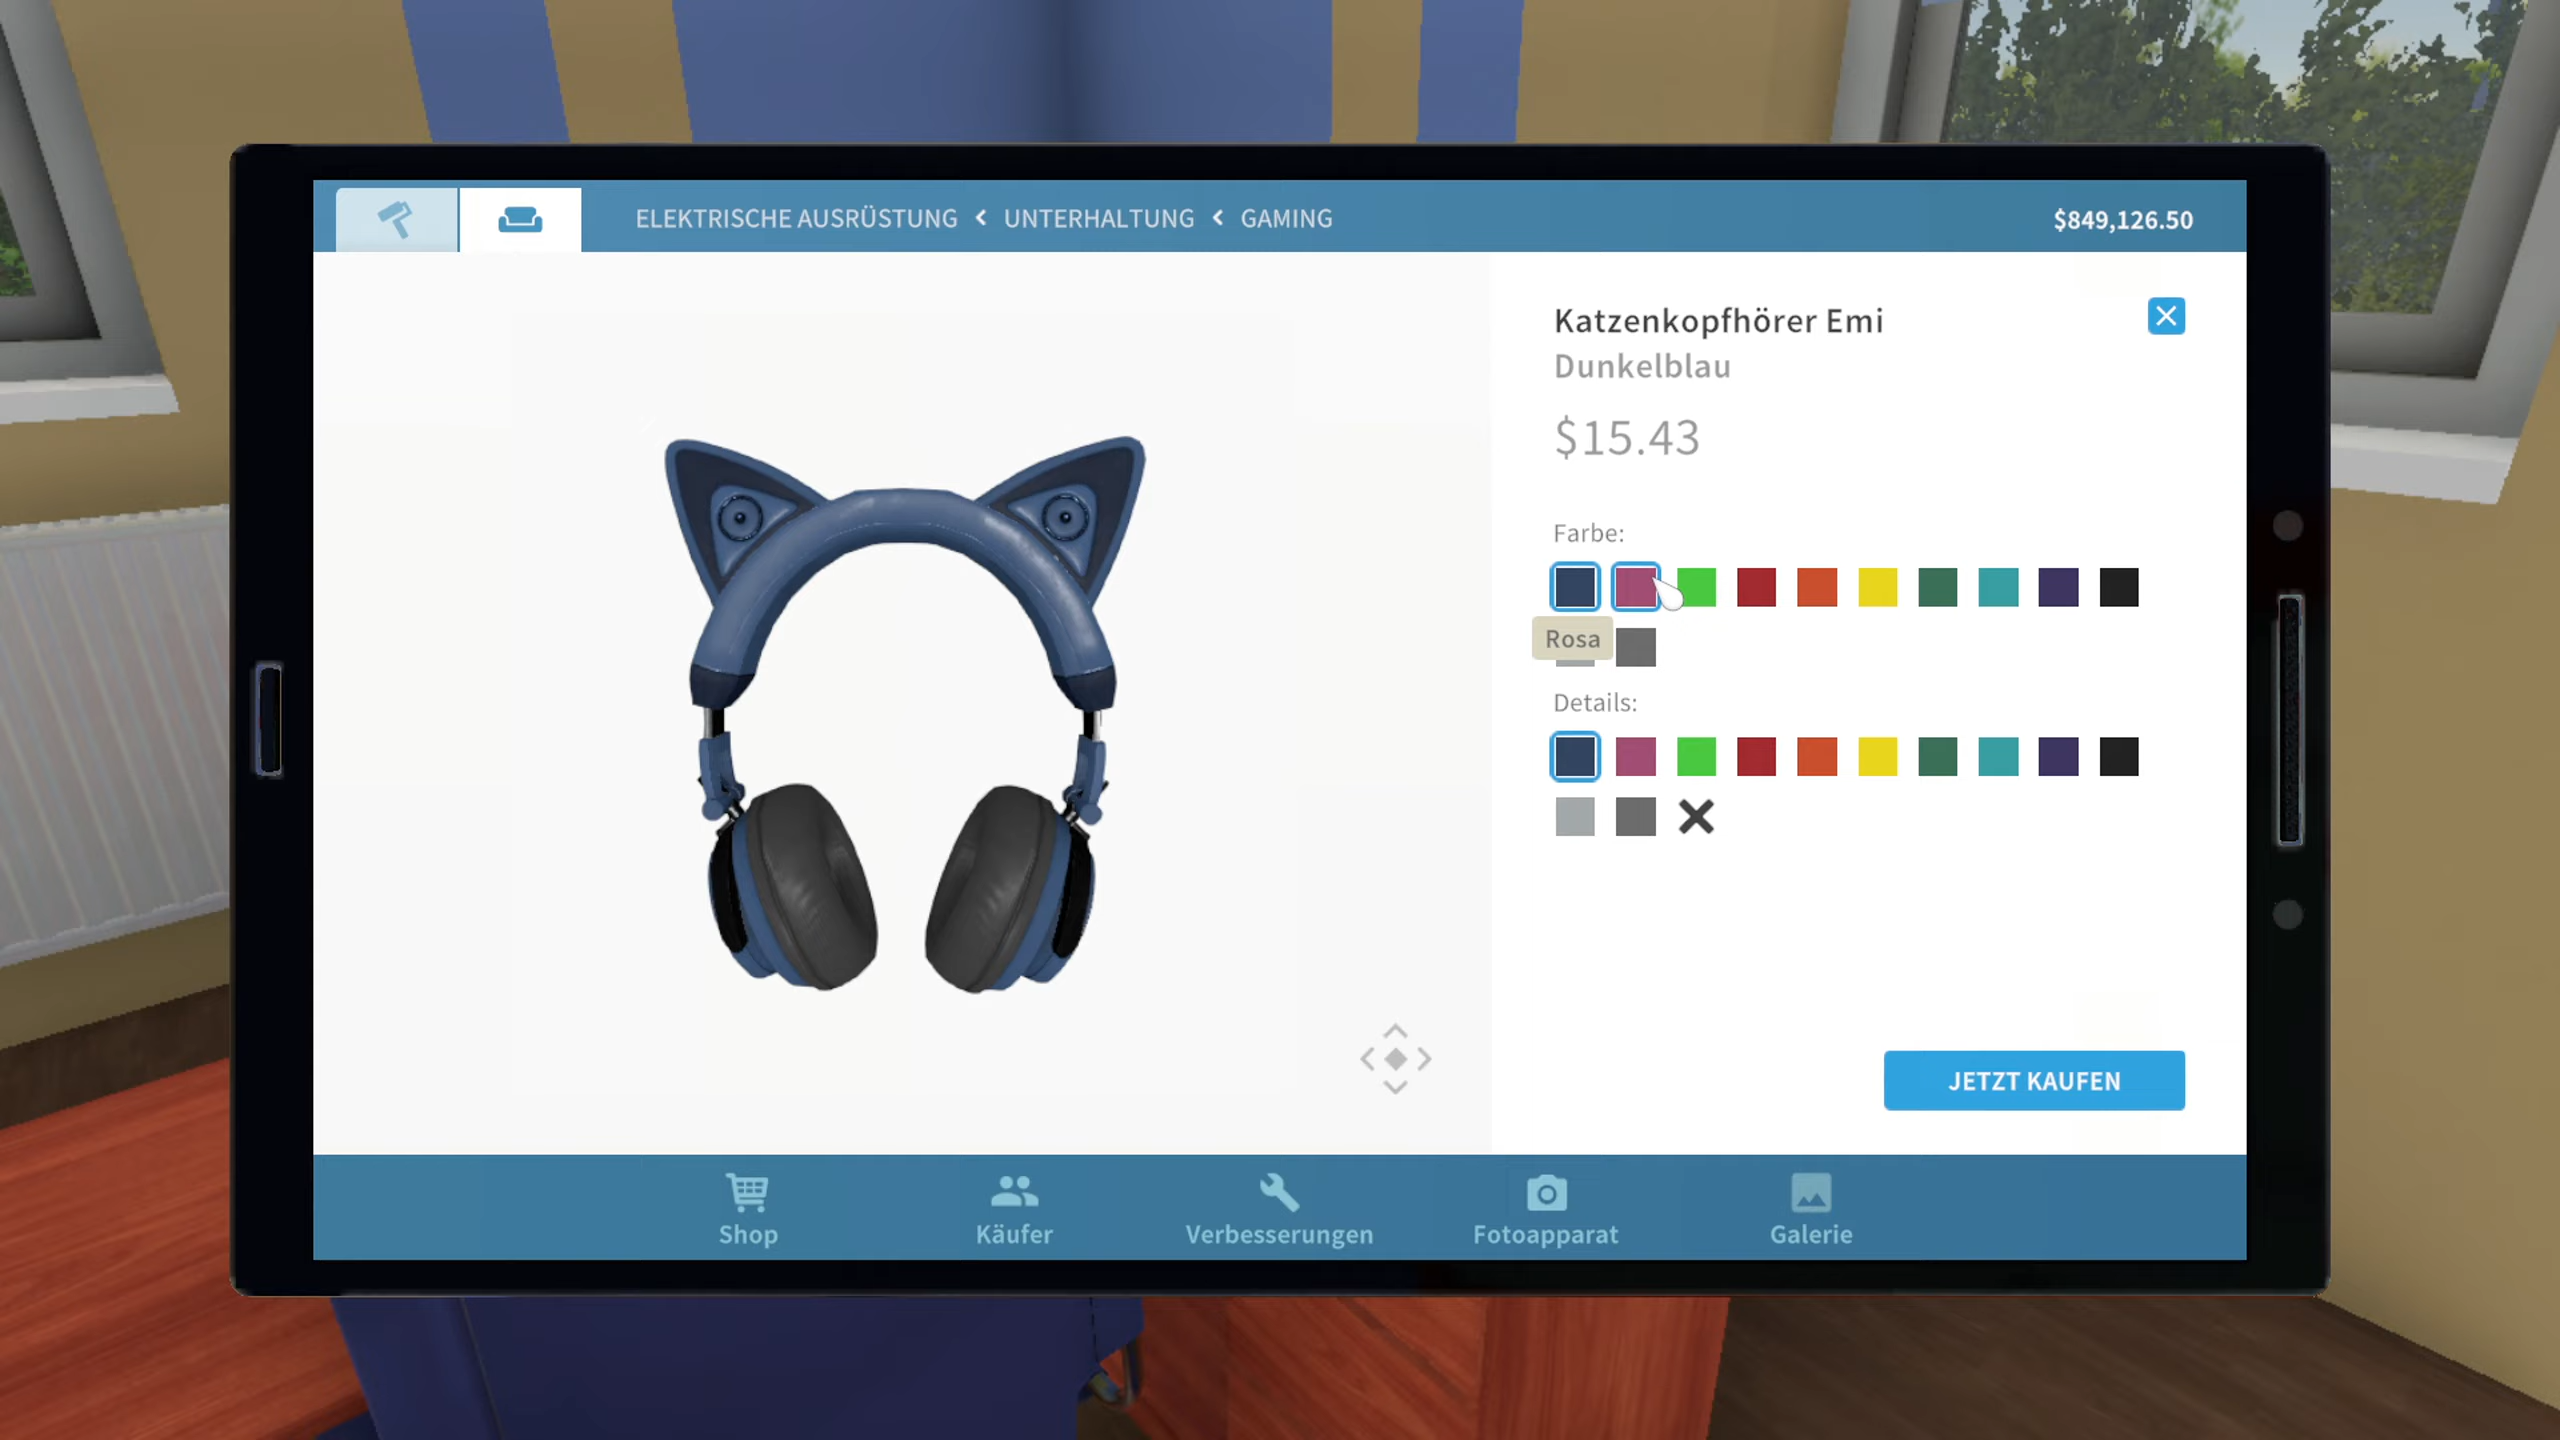 ELEKTRISCHE AUSRÜSTUNG < UNTERHALTUNG < GAMING
$849,126.50
Katzenkopfhörer Emi
Dunkelblau
$15.43
Farbe:
Rosa
Details:
JETZT KAUFEN
Shop
Käufer
Verbesserungen
Fotoapparat
Galerie